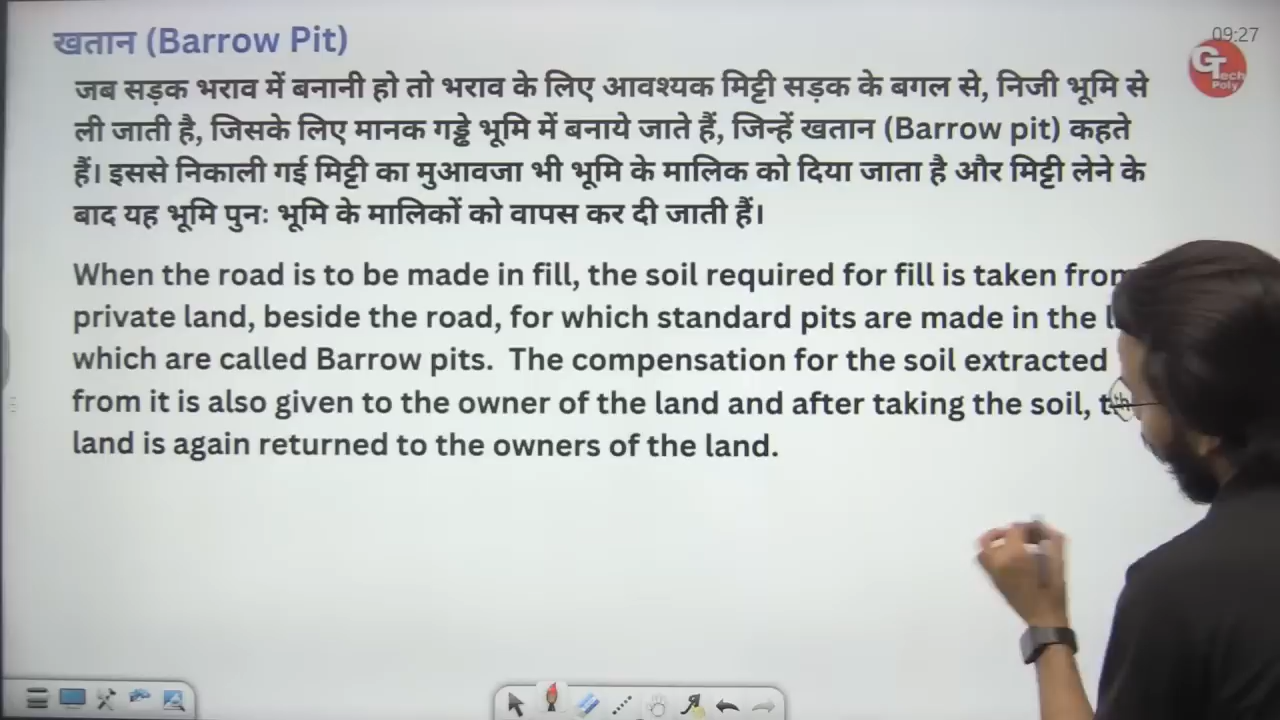 खतान (Barrow Pit)
09:27
GT
ech
Poly
जब सड़क भराव में बनानी हो तो भराव के लिए आवश्यक मिट्टी सड़क के बगल से, निजी भूमि से
ली जाती है, जिसके लिए मानक गड्ढे भूमि में बनाये जाते हैं, जिन्हें खतान (Barrow pit) कहते
हैं। इससे निकाली गई मिट्टी का मुआवजा भी भूमि के मालिक को दिया जाता है और मिट्टी लेने के
बाद यह भूमि पुनः भूमि के मालिकों को वापस कर दी जाती हैं।
When the road is to be made in fill, the soil required for fill is taken from
private land, beside the road, for which standard pits are made in the
which are called Barrow pits. The compensation for the soil extracted
from it is also given to the owner of the land and after taking the soil,
land is again returned to the owners of the land.